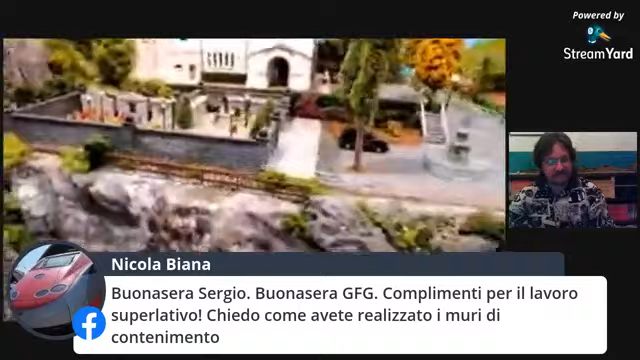 Powered by
StreamYard
Nicola Biana
Buonasera Sergio. Buonasera GFG. Complimenti per il lavoro
superlativo! Chiedo come avete realizzato i muri di
contenimento